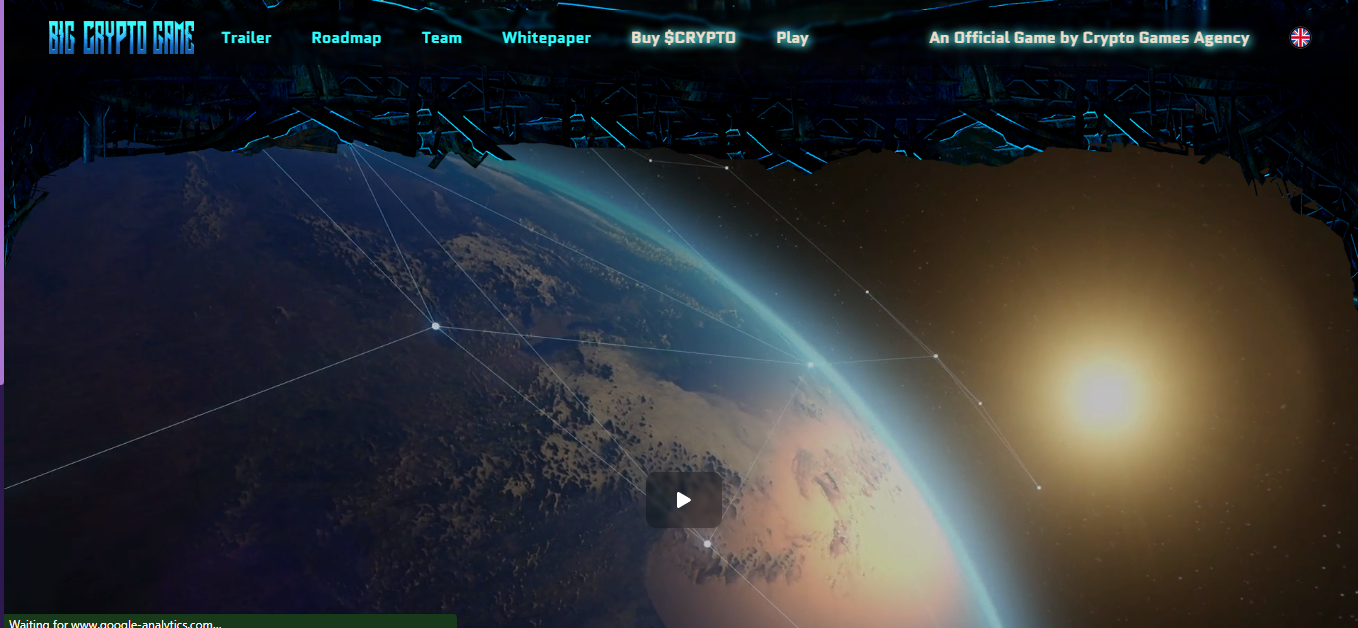 BIG CRYPTO GAME
Trailer
Roadmap
Team
Whitepaper
Buy $CRYPTO
Play
An Official Game by Crypto Games Agency
Waiting for www.google-analytics.com...